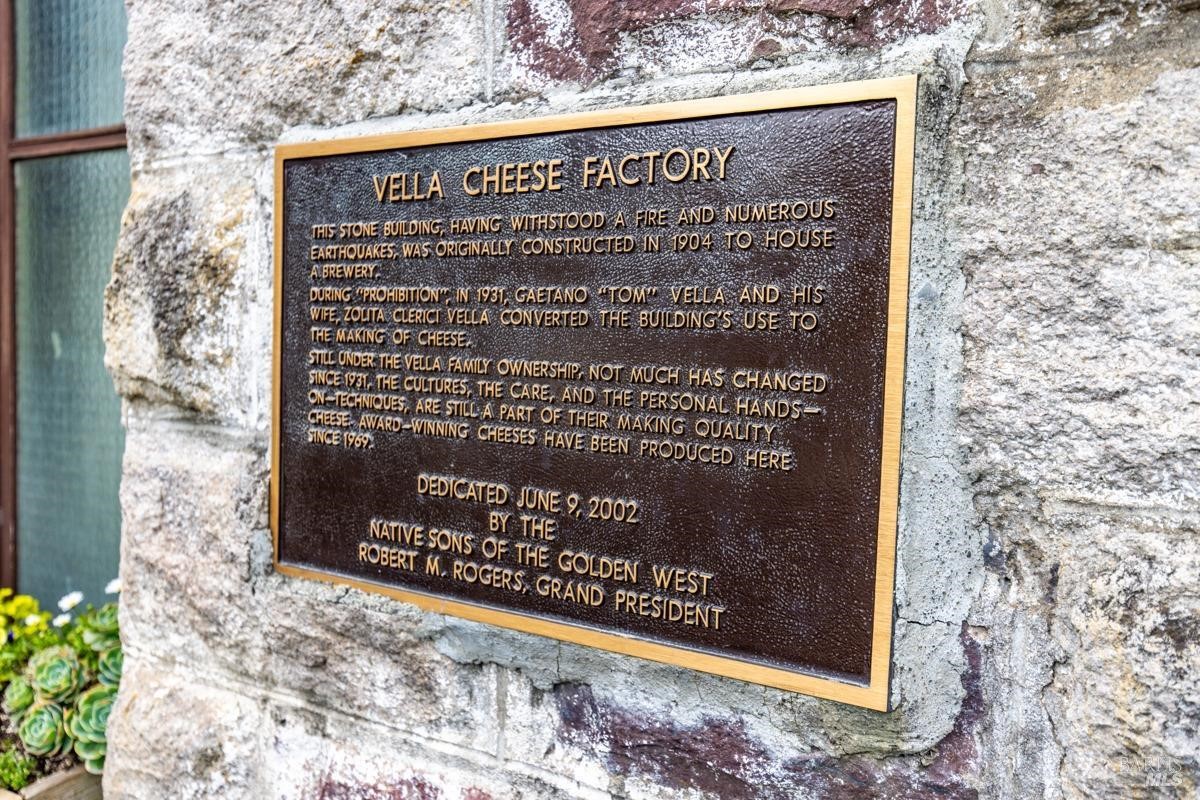 VELLA CHEESE FACTORY
THIS STONE BUILDING, HAVING WITHSTOOD A FIRE AND NUMEROUS
EARTHQUAKES, WAS ORIGINALLY CONSTRUCTED IN 1904 TO HOUSE
A BREWERY.
DURING "PROHIBITION", IN 1931, GAETANO "TOM" VELLA AND HIS
WIFE, ZOLITA CLERICI VELLA CONVERTED THE BUILDING'S USE TO
THE MAKING OF CHEESE.
STILL UNDER THE VELLA FAMILY OWNERSHIP, NOT MUCH HAS CHANGED
SINCE 1931, THE CULTURES, THE CARE, AND THE PERSONAL HANDS–
ON–TECHNIQUES, ARE STILL A PART OF THEIR MAKING QUALITY
CHEESE. AWARD–WINNING CHEESES HAVE BEEN PRODUCED HERE
SINCE 1969.
DEDICATED JUNE 9, 2002
BY THE
NATIVE SONS OF THE GOLDEN WEST
ROBERT M. ROGERS, GRAND PRESIDENT
BAREIS
MLS